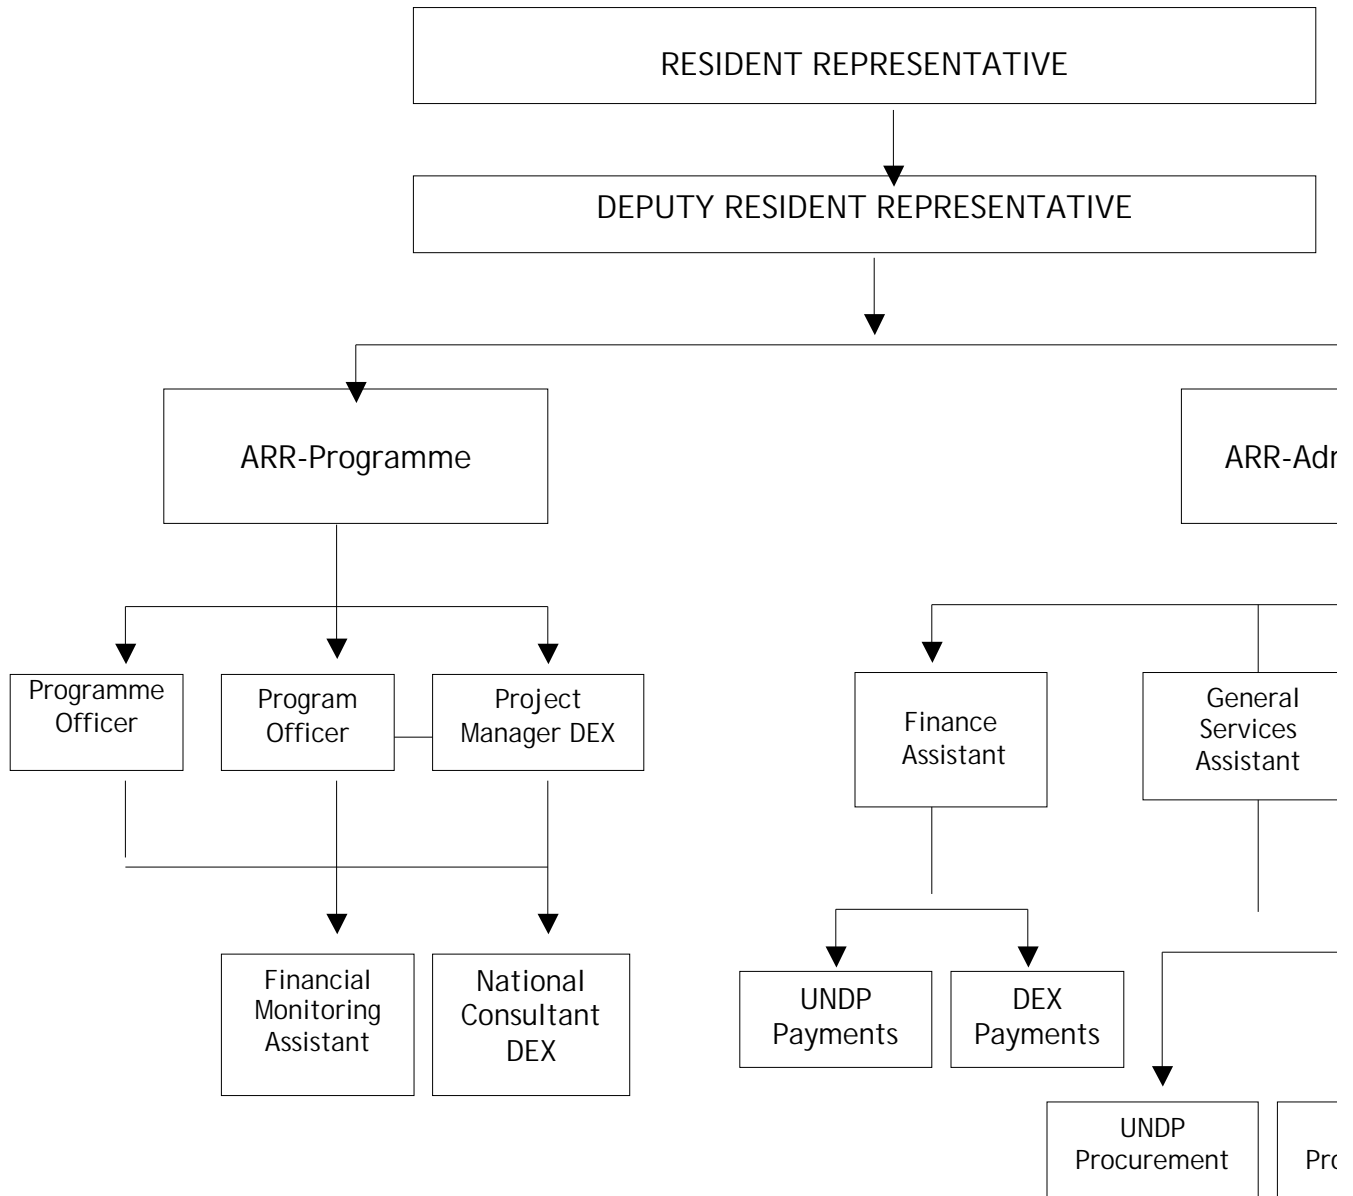 RESIDENT REPRESENTATIVE
DEPUTY RESIDENT REPRESENTATIVE
ARR-Programme
Programme
Officer
Program
Officer
Project
Manager DEX
Finance
Assistant
General
Services
Assistant
Financial
Monitoring
Assistant
National
Consultant
DEX
UNDP
Payments
DEX
Payments
UNDP
Procurement